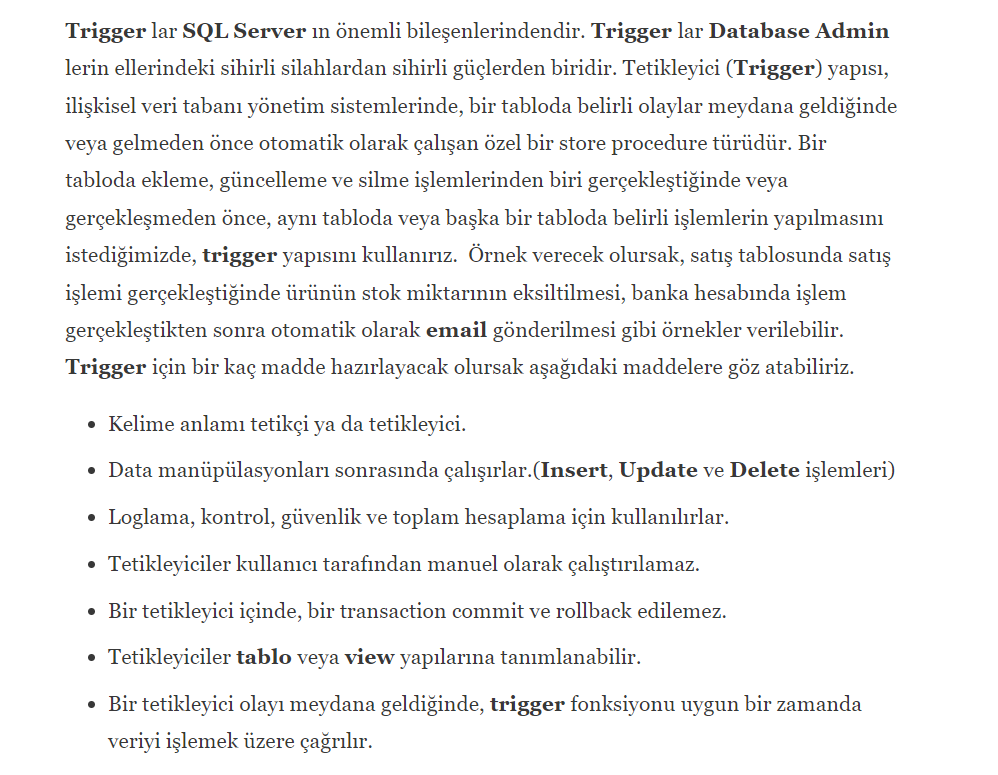 Trigger lar SQL Server ın önemli bileşenlerindendir. Trigger lar Database Admin
lerin ellerindeki sihirli silahlardan sihirli güçlerden biridir. Tetikleyici (Trigger) yapısı,
ilişkisel veri tabanı yönetim sistemlerinde, bir tabloda belirli olaylar meydana geldiğinde
veya gelmeden önce otomatik olarak çalışan özel bir store procedure türüdür. Bir
tabloda ekleme, güncelleme ve silme işlemlerinden biri gerçekleştiğinde veya
gerçekleşmeden önce, aynı tabloda veya başka bir tabloda belirli işlemlerin yapılmasını
istediğimizde, trigger yapısını kullanırız. Örnek verecek olursak, satış tablosunda satış
işlemi gerçekleştiğinde ürünün stok miktarının eksiltilmesi, banka hesabında işlem
gerçekleştikten sonra otomatik olarak email gönderilmesi gibi örnekler verilebilir.
Trigger için bir kaç madde hazırlayacak olursak aşağıdaki maddelere göz atabiliriz.
• Kelime anlamı tetikçi ya da tetikleyici.
• Data manüpülasyonları sonrasında çalışırlar.(Insert, Update ve Delete işlemleri)
• Loglama, kontrol, güvenlik ve toplam hesaplama için kullanılırlar.
• Tetikleyiciler kullanıcı tarafından manuel olarak çalıştırılamaz.
• Bir tetikleyici içinde, bir transaction commit ve rollback edilemez.
• Tetikleyiciler tablo veya view yapılarına tanımlanabilir.
• Bir tetikleyici olayı meydana geldiğinde, trigger fonksiyonu uygun bir zamanda
veriyi işlemek üzere çağrılır.